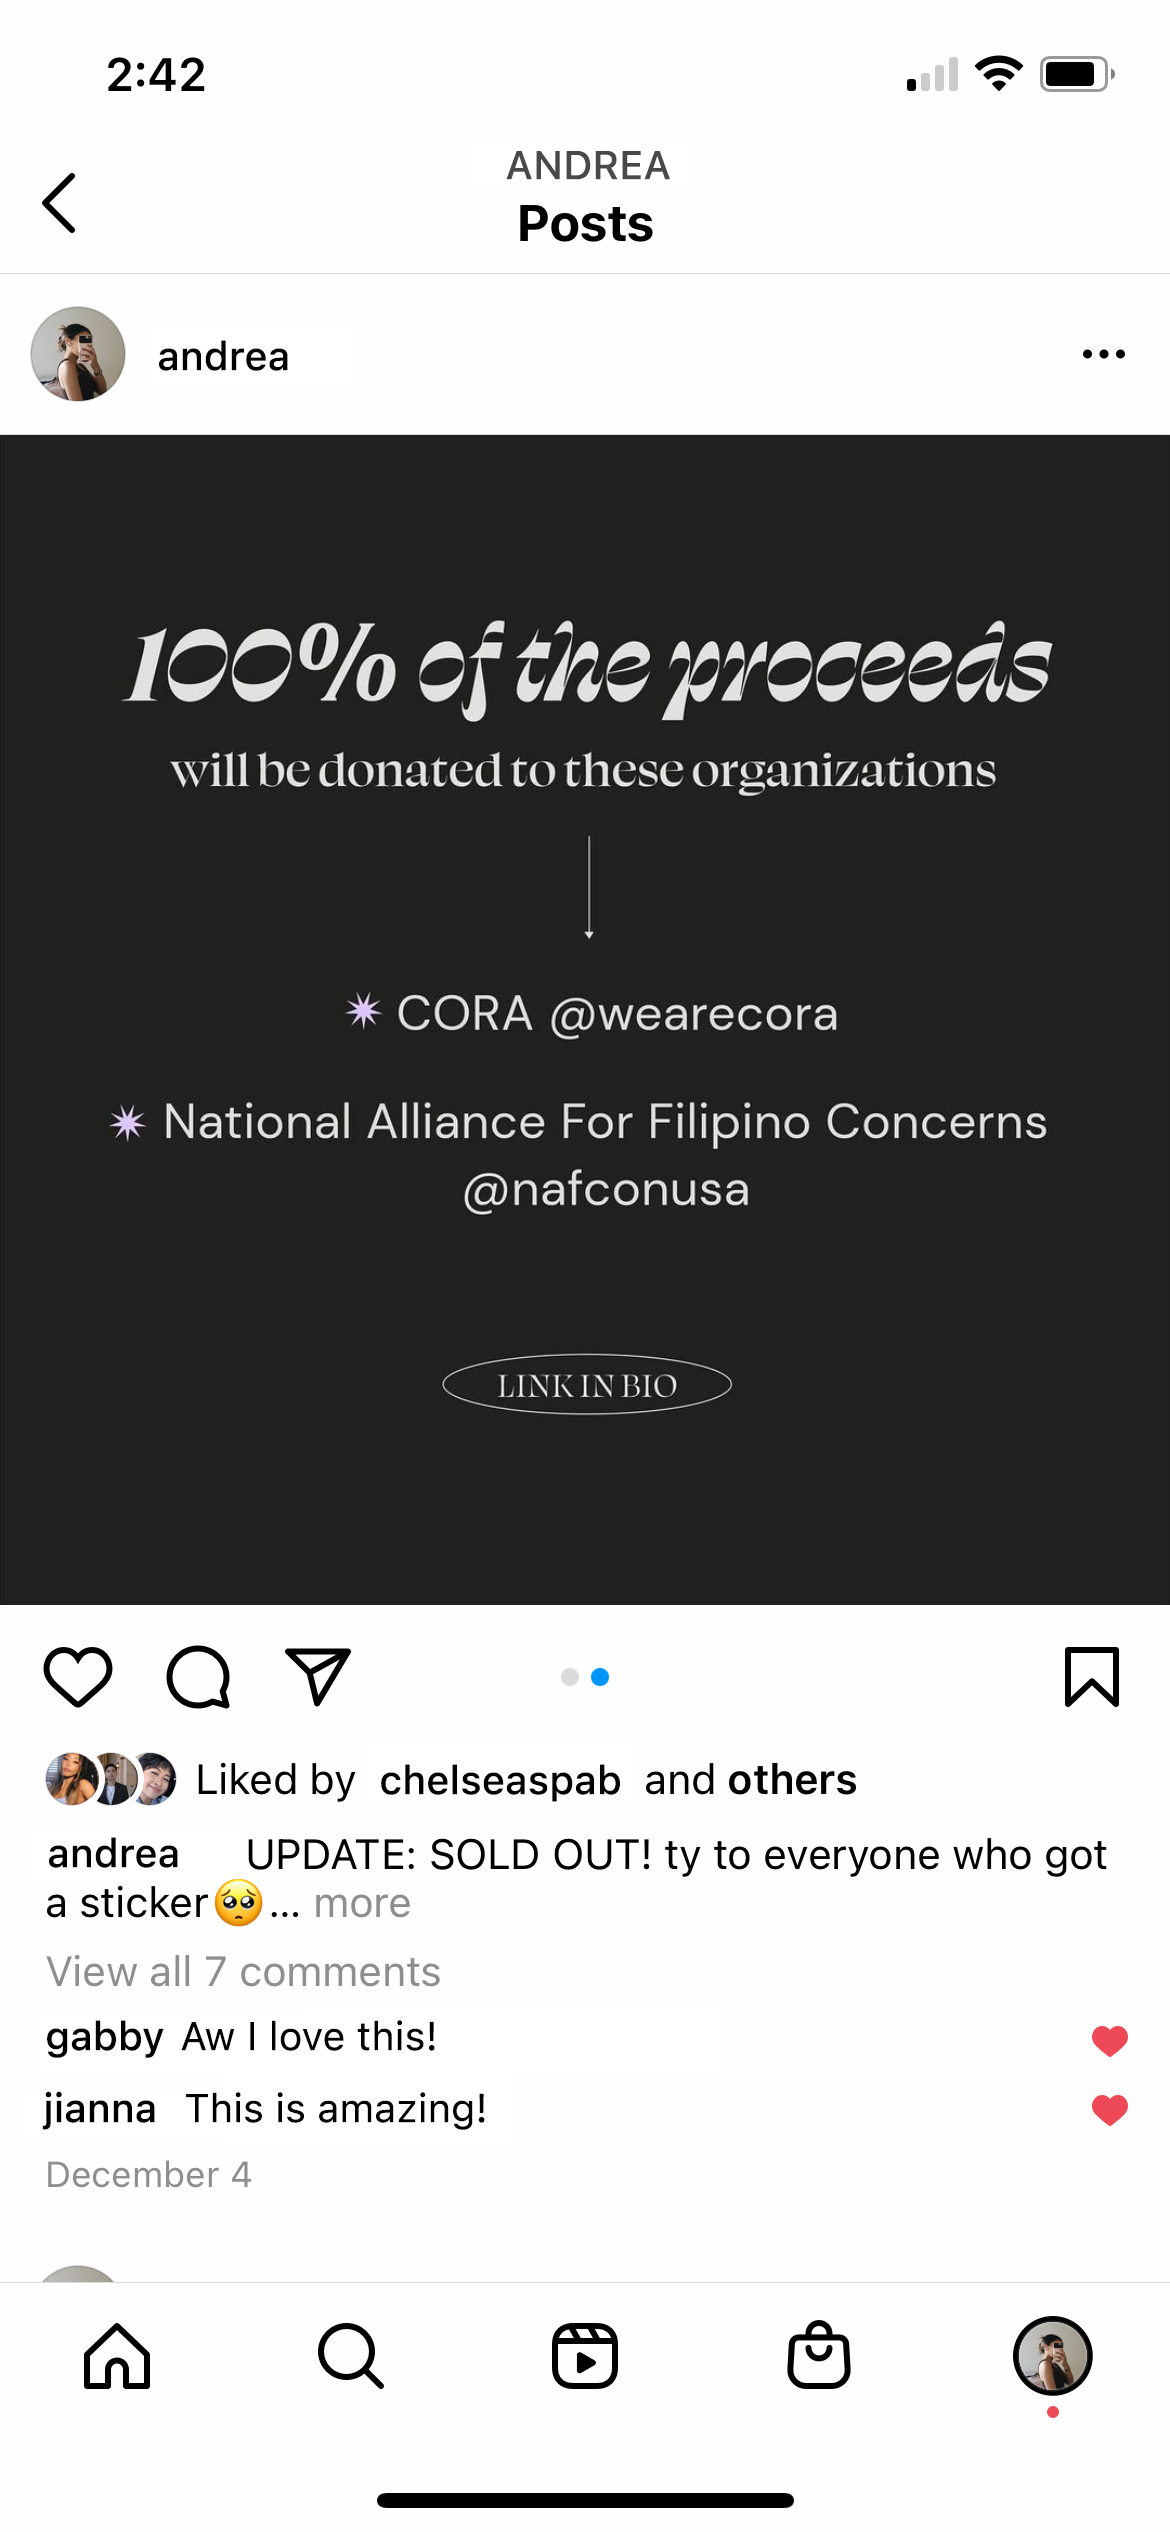 2:42
ANDREA
Posts
andrea
100% of the proceeds
will be donated to these organizations
CORA @wearecora
National Alliance For Filipino Concerns
@nafconusa
LINK IN BIO
Liked by chelseaspab and others
andrea UPDATE: SOLD OUT! ty to everyone who got
a sticker🥺... more
View all 7 comments
gabby Aw I love this!
jianna This is amazing!
December 4